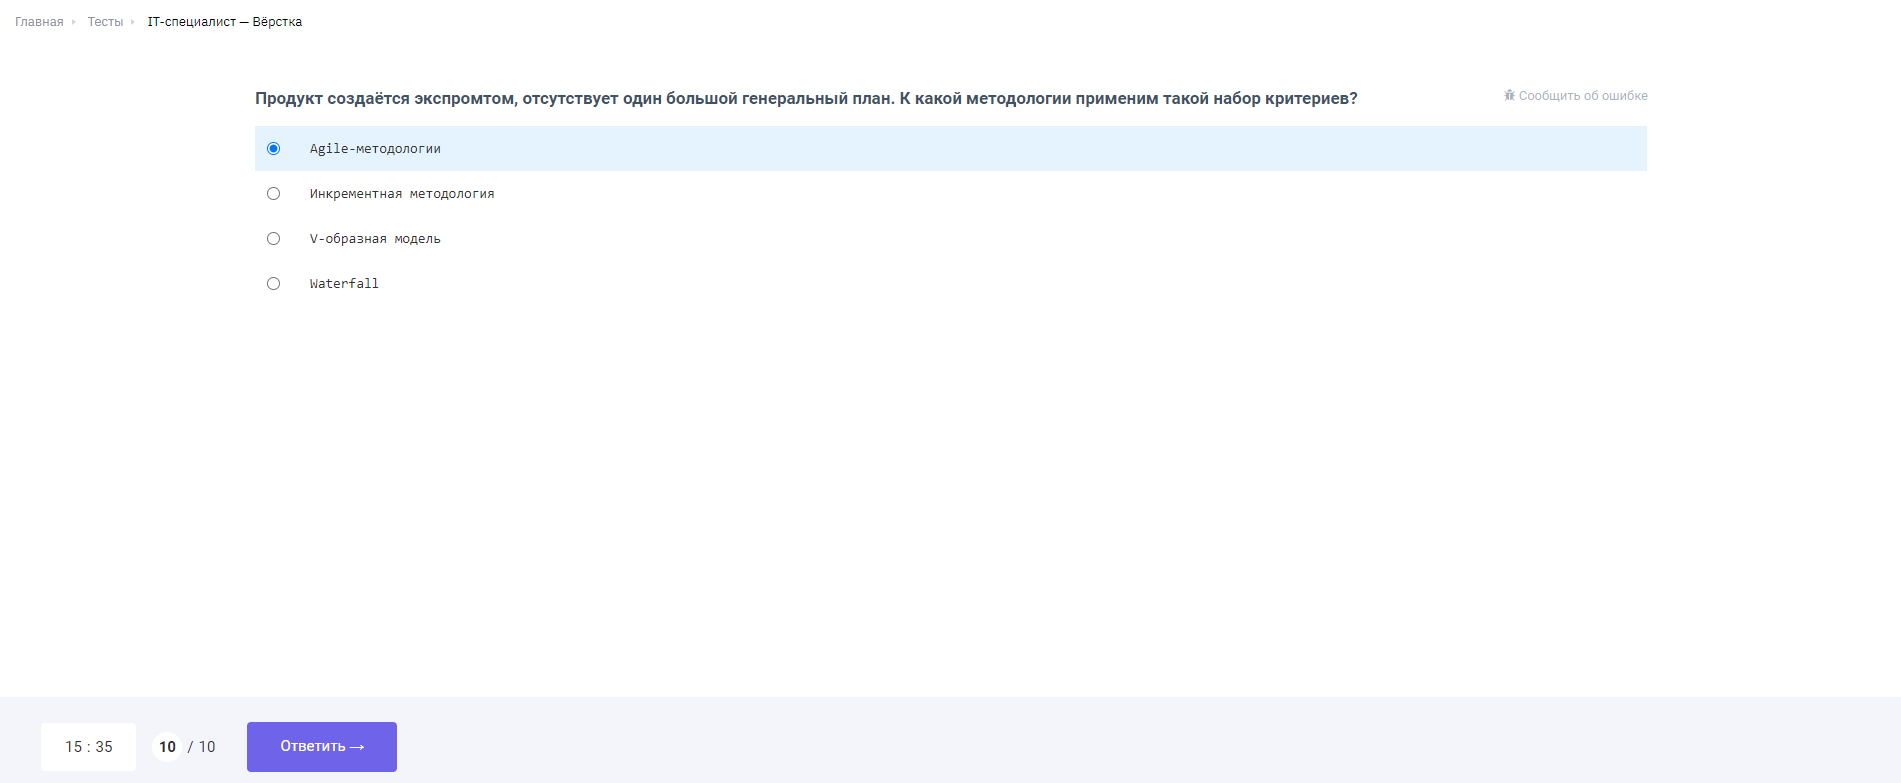 Главная Тесты IT-специалист — Вёрстка
Продукт создаётся экспромтом, отсутствует один большой генеральный план. К какой методологии применим такой набор критериев?
Сообщить об ошибке
Agile-методологии
Инкрементная методология
V-образная модель
Waterfall
15 : 35 10 / 10 Ответить →